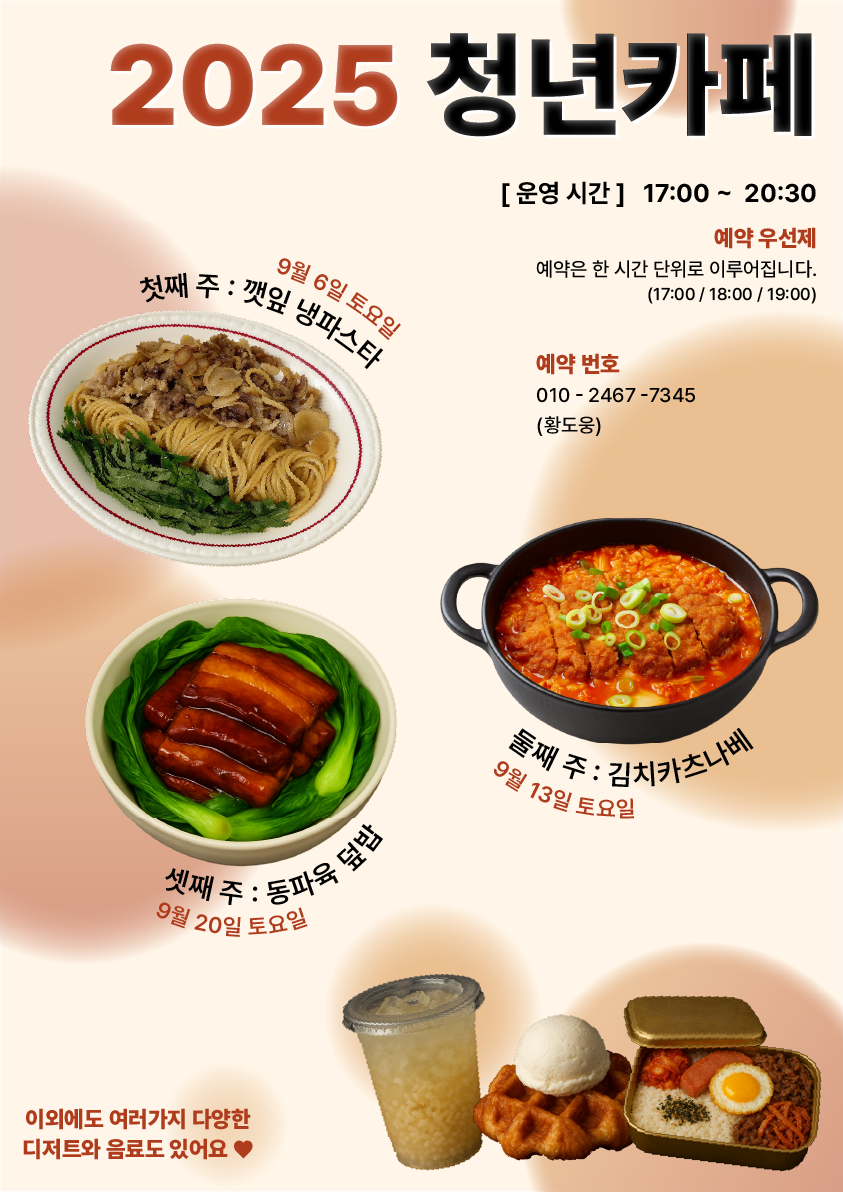 2025 청년카페
[ 운영 시간 ] 17:00 ~ 20:30
예약 우선제
예약은 한 시간 단위로 이루어집니다.
(17:00 / 18:00 / 19:00)
9월 6일 토요일
첫째 주 : 깻잎 냉파스타
예약 번호
010 - 2467 -7345
(황도웅)
둘째 주 : 김치카츠나베
9월 13일 토요일
셋째 주 : 동파육 덮밥
9월 20일 토요일
이외에도 여러가지 다양한
디저트와 음료도 있어요 ♥